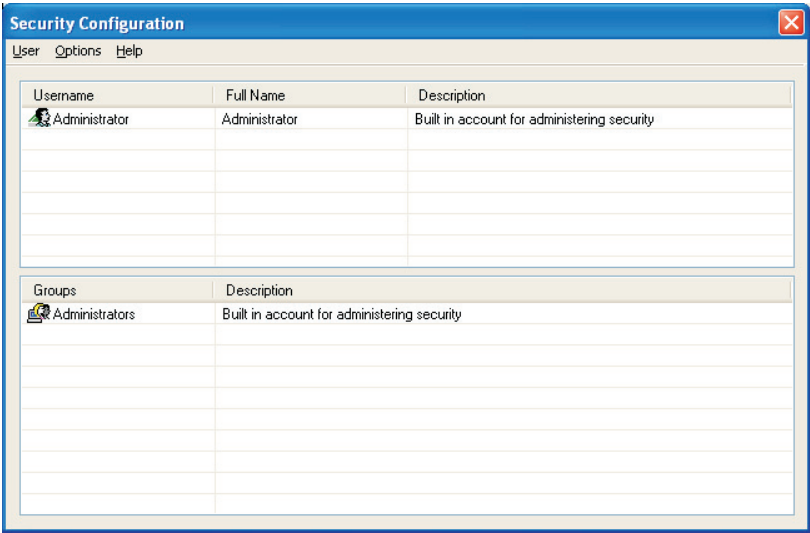 Security Configuration
User Options Help
Username Full Name Description
Administrator Administrator Built in account for administering security
Groups Description
Administrators Built in account for administering security